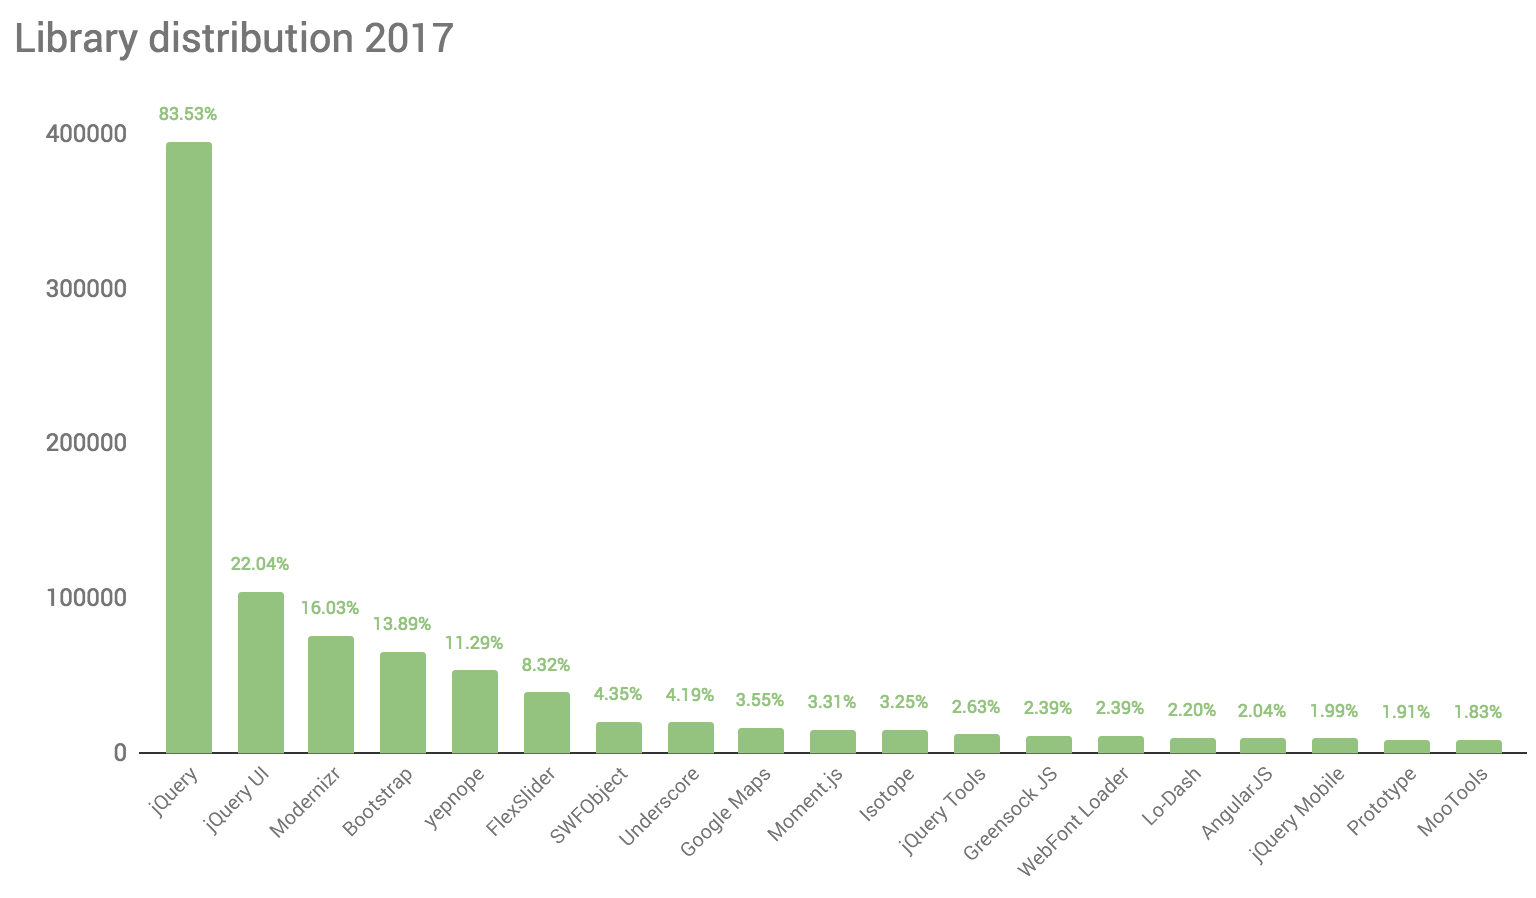 Library distribution 2017
83.53%
400000
300000
200000
22.04%
100000
16.03%
13.89%
11.29%
8.32%
4.35%
4.19%
3.55%
3.31%
3.25%
2.63%
2.39%
2.39%
2.20%
2.04%
1.99%
1.91%
1.83%
0
jQuery
jQuery UI
Modernizr
Bootstrap
yepnope
FlexSlider
SWFObject
Underscore
Google Maps
Moment.js
Isotope
jQuery Tools
Greensock JS
WebFont Loader
Lo-Dash
AngularJS
jQuery Mobile
Prototype
MooTools